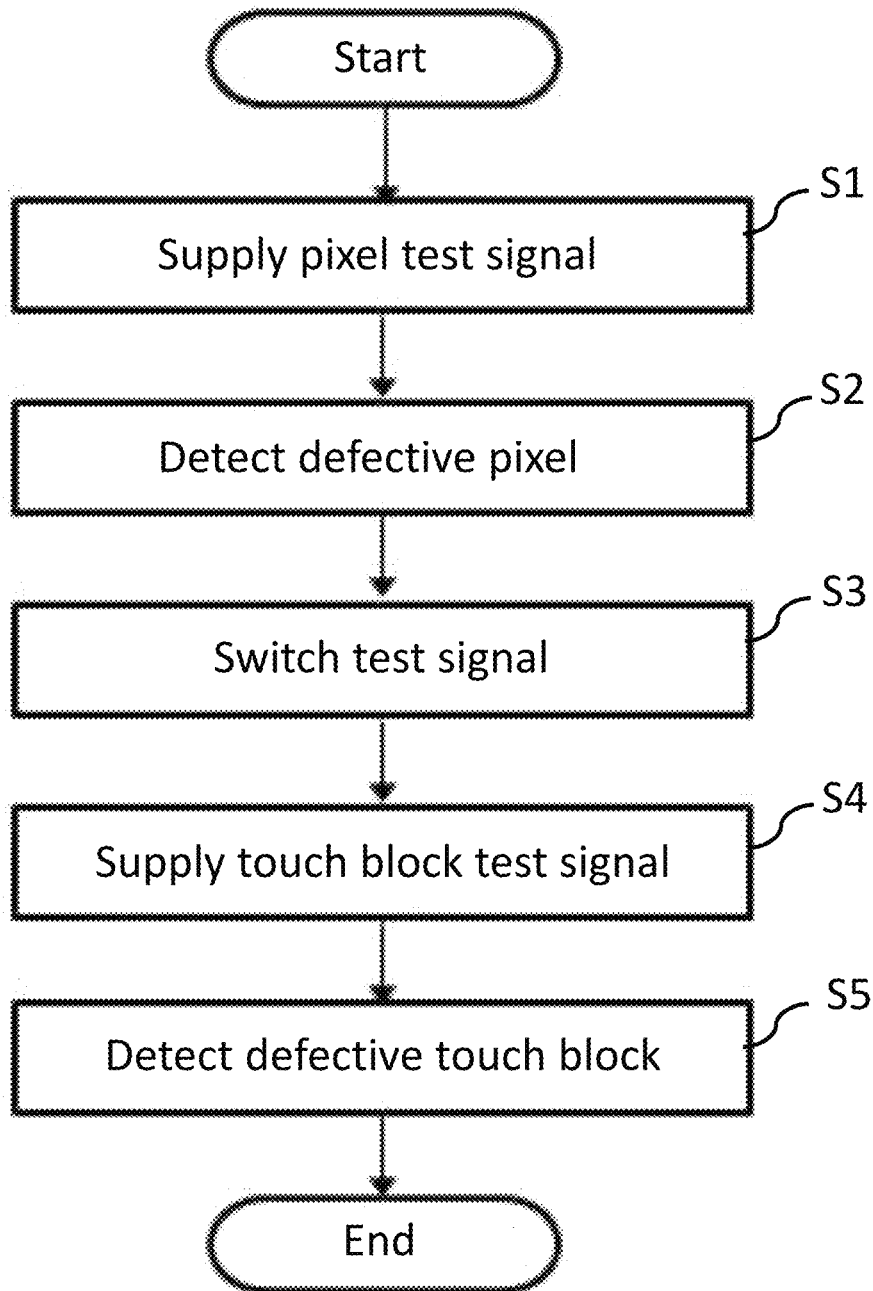 Start
S1
Supply pixel test signal
S2
Detect defective pixel
S3
Switch test signal
S4
Supply touch block test signal
S5
Detect defective touch block
End